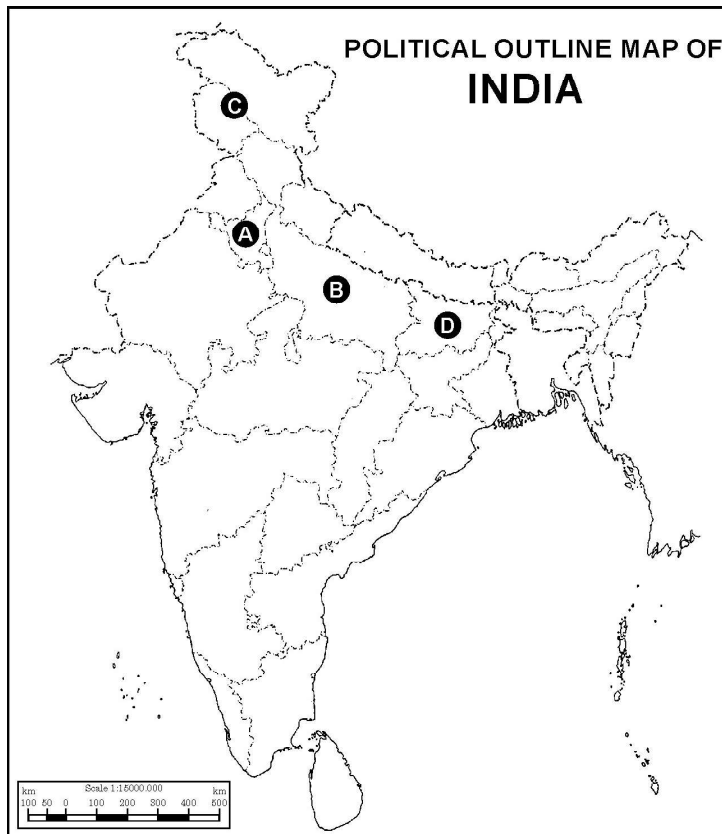 POLITICAL OUTLINE MAP OF
INDIA
C
A
B
D
Scale 1:15000.000
km km
100 50 0 100 200 300 400 500